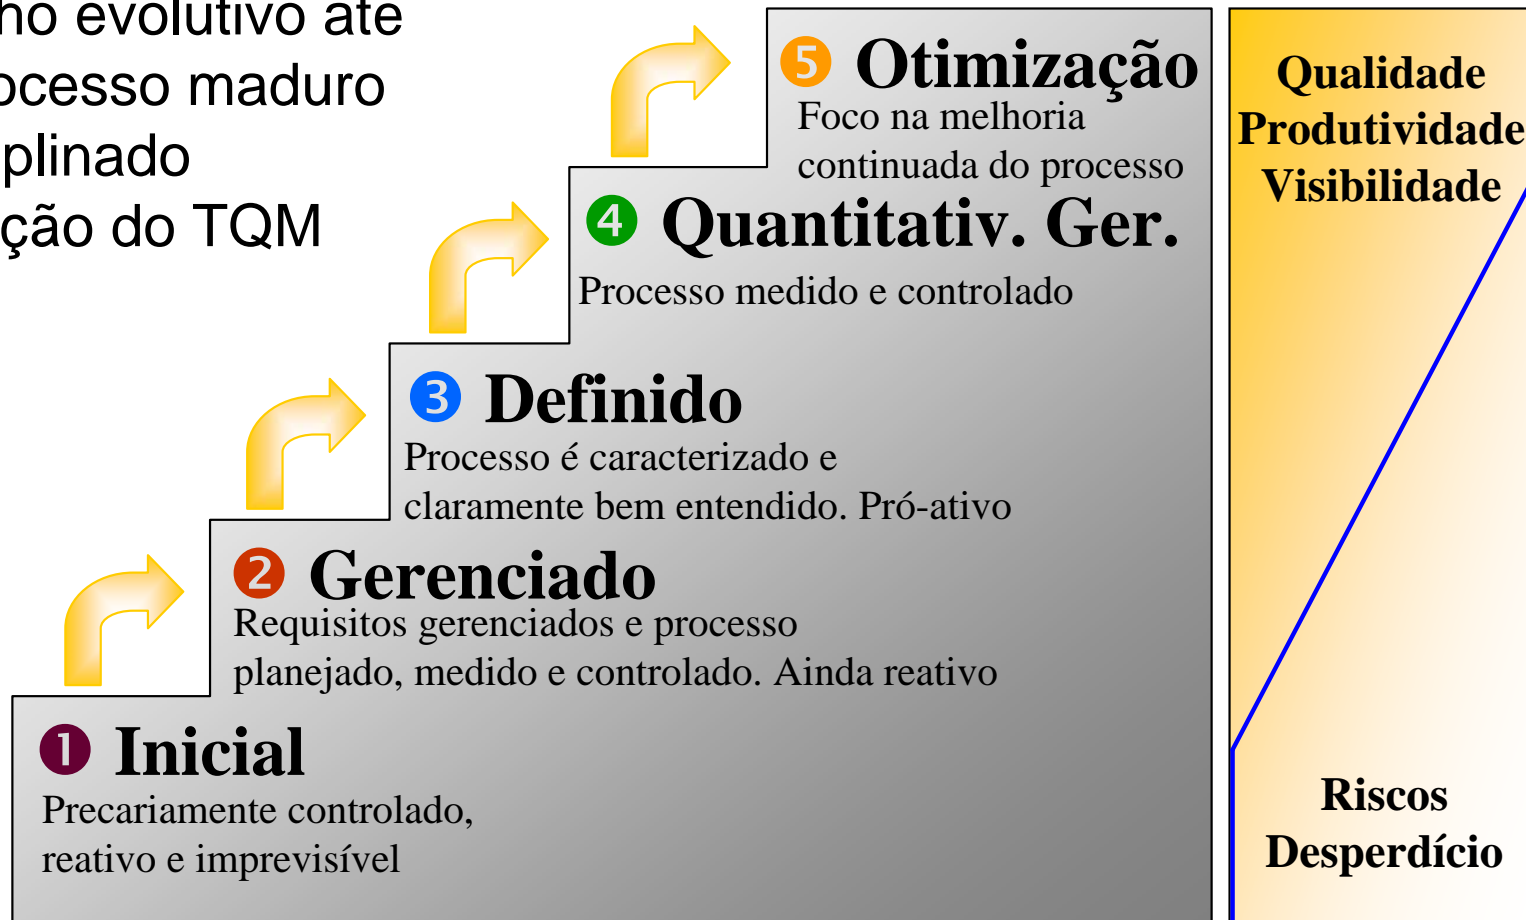 ho evolutivo até
ocesso maduro
plinado
ção do TQM
5 Otimização
Foco na melhoria
continuada do processo
4 Quantitativ. Ger.
Processo medido e controlado
3 Definido
Processo é caracterizado e
claramente bem entendido. Pró-ativo
2 Gerenciado
Requisitos gerenciados e processo
planejado, medido e controlado. Ainda reativo
1 Inicial
Precariamente controlado,
reativo e imprevisível
Qualidade
Produtividade
Visibilidade
Riscos
Desperdício